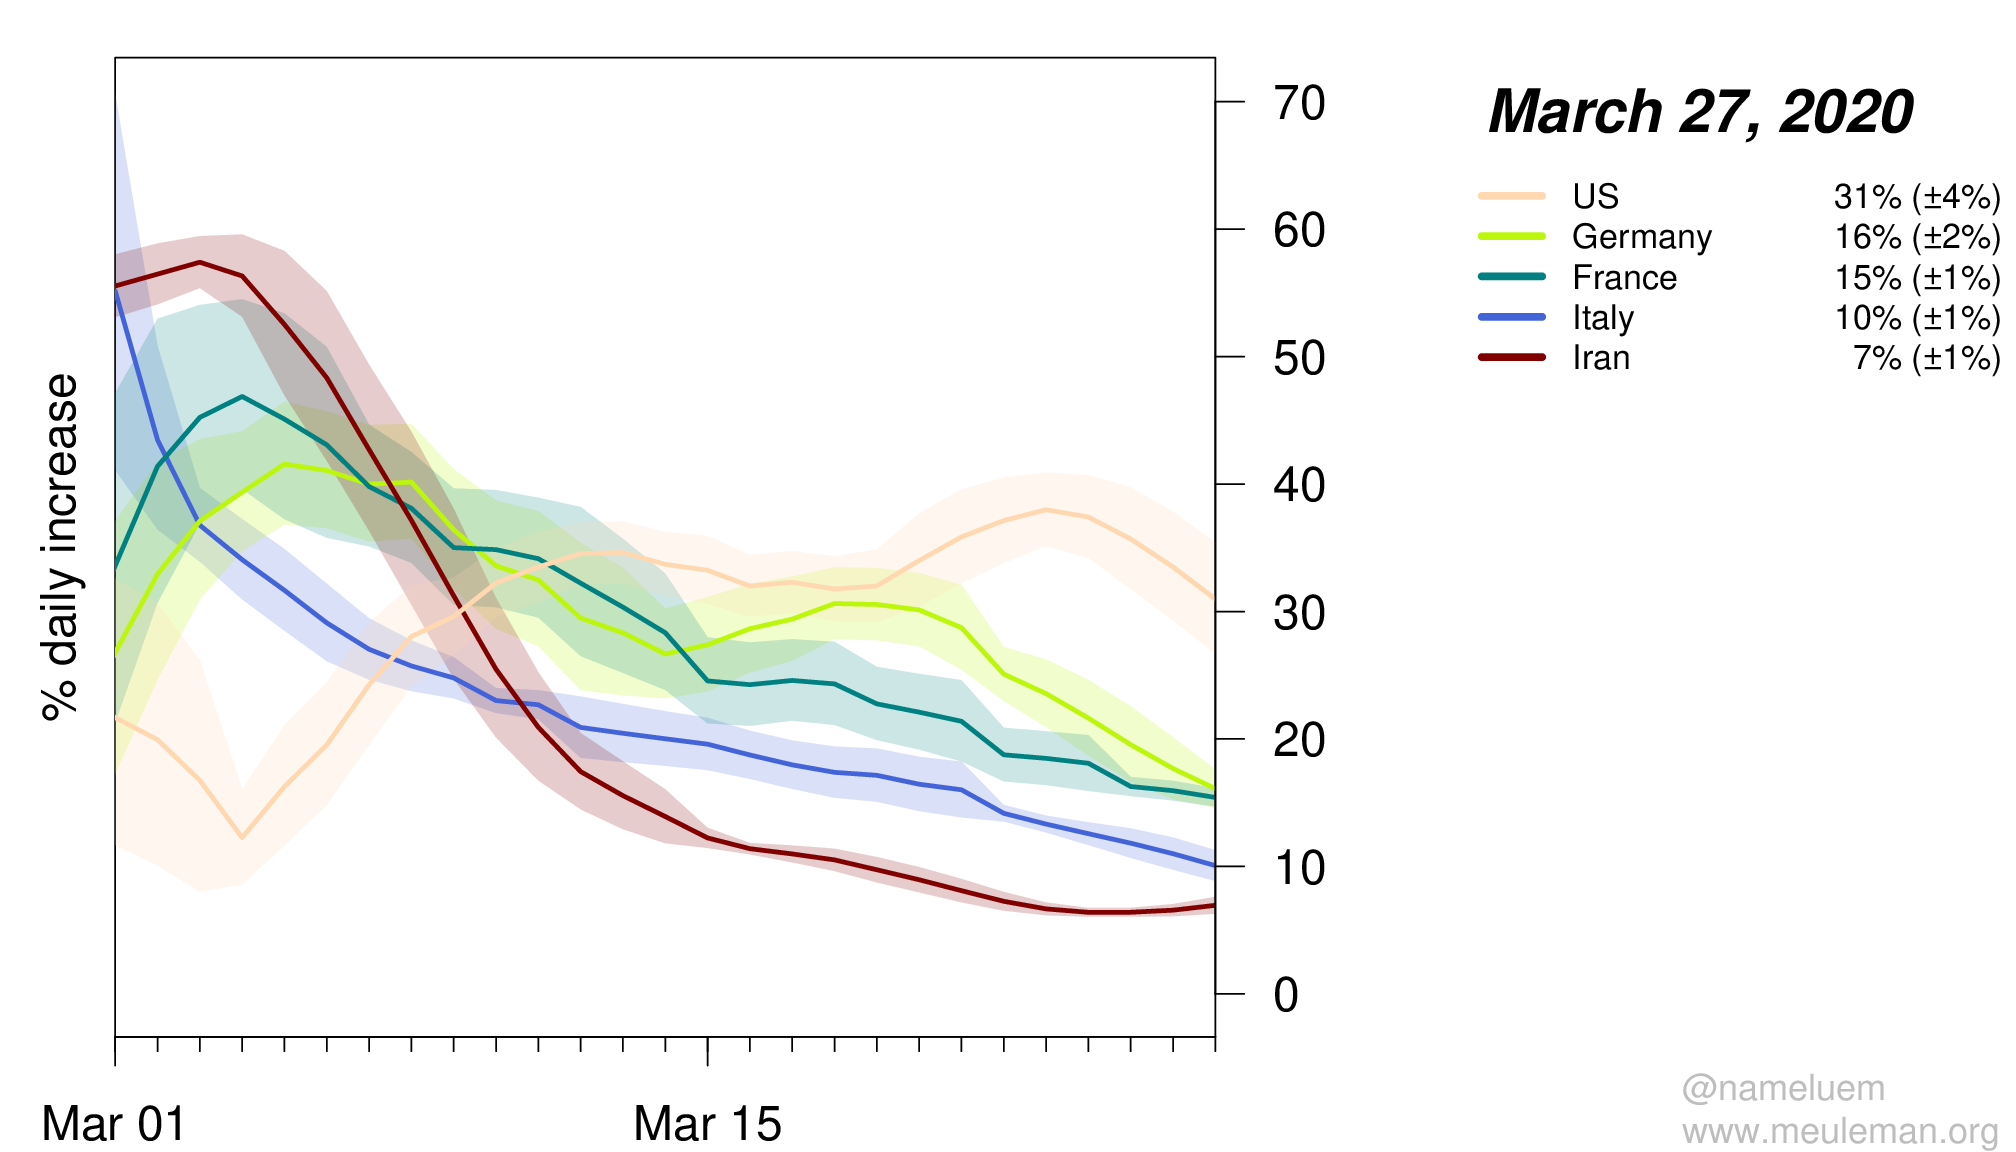 March 27, 2020
US 31% (±4%)
Germany 16% (±2%)
France 15% (±1%)
Italy 10% (±1%)
Iran 7% (±1%)
% daily increase
70
60
50
40
30
20
10
0
Mar 01 Mar 15
@nameluem
www.meuleman.org